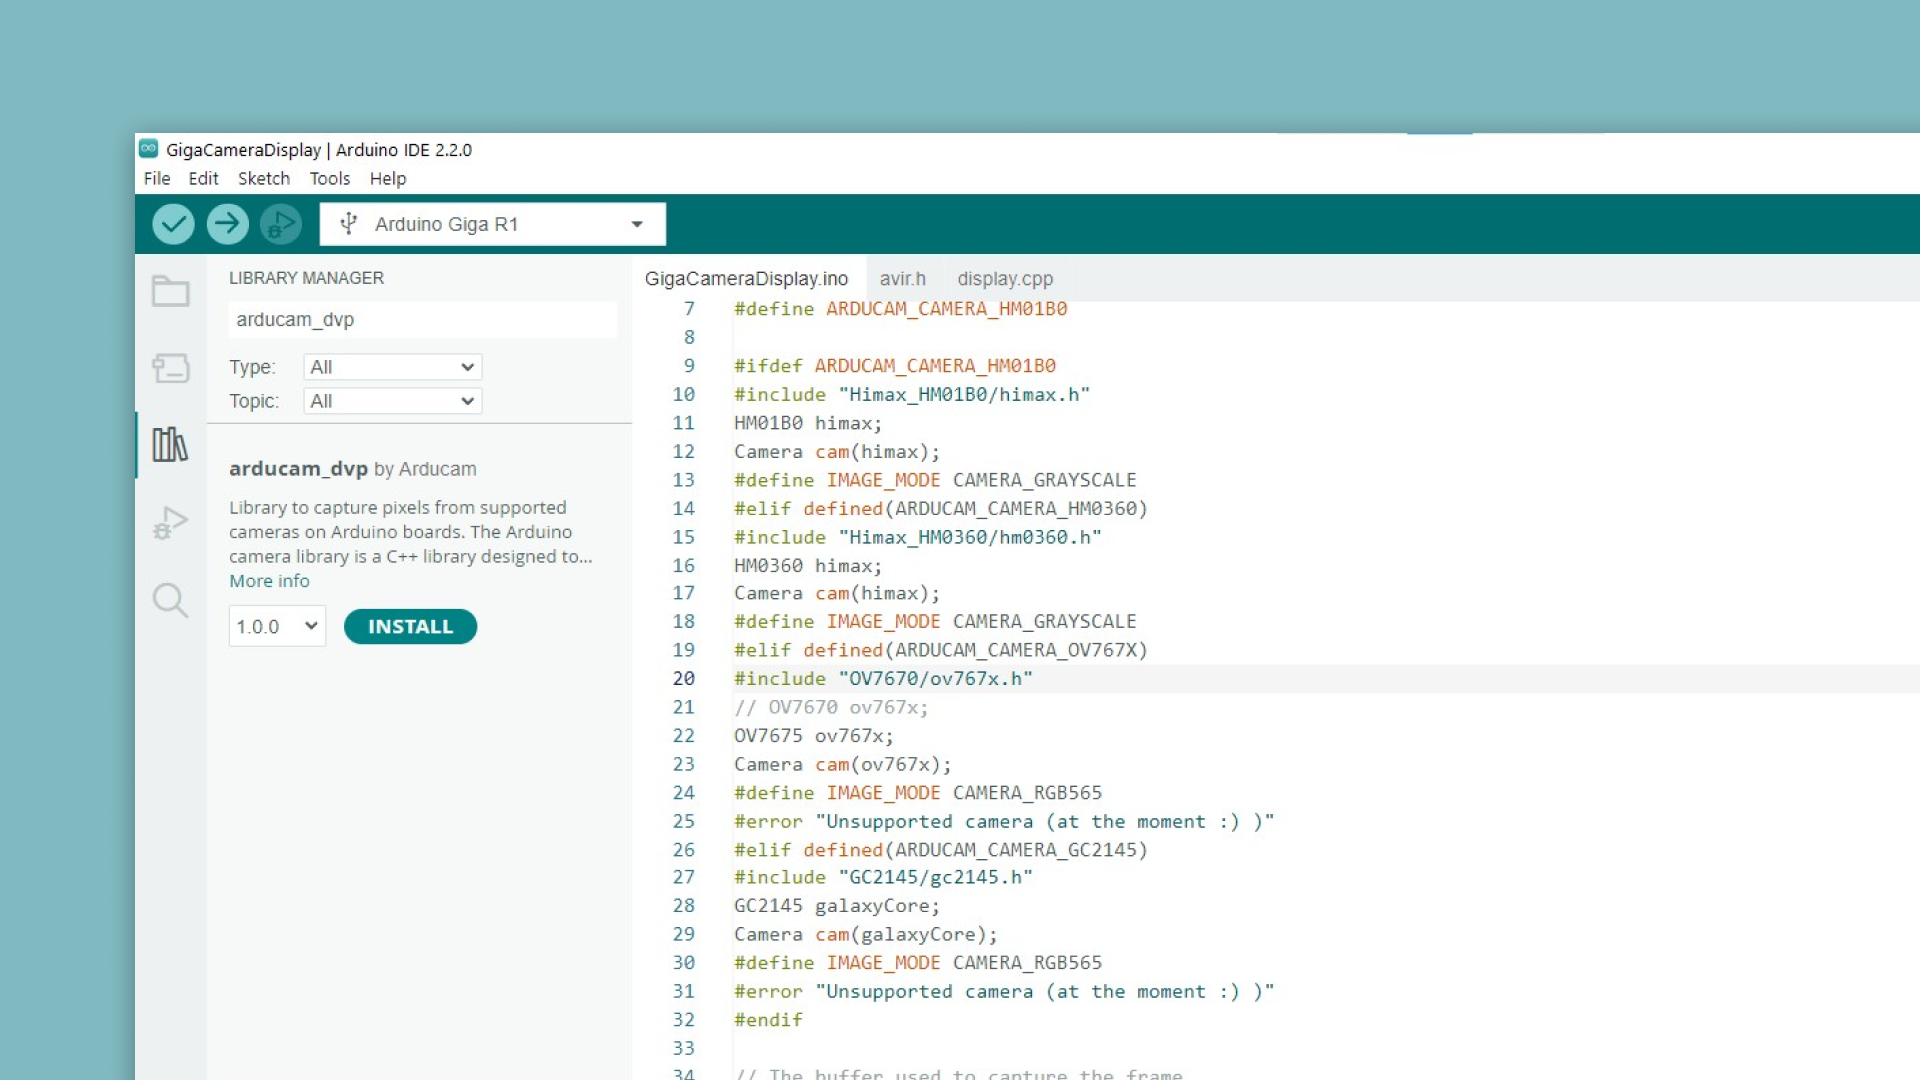 GigaCameraDisplay | Arduino IDE 2.2.0
File Edit Sketch Tools Help
Arduino Giga R1
LIBRARY MANAGER
arducam_dvp
Type: All
Topic: All
arducam_dvp by Arducam
Library to capture pixels from supported
cameras on Arduino boards. The Arduino
camera library is a C++ library designed to...
More info
1.0.0 INSTALL
GigaCameraDisplay.ino avir.h display.cpp
7 #define ARDUCAM_CAMERA_HM01B0
8
9 #ifdef ARDUCAM_CAMERA_HM01B0
10 #include "Himax_HM01B0/himax.h"
11 HM01B0 himax;
12 Camera cam(himax);
13 #define IMAGE_MODE CAMERA_GRAYSCALE
14 #elif defined(ARDUCAM_CAMERA_HM0360)
15 #include "Himax_HM0360/hm0360.h"
16 HM0360 himax;
17 Camera cam(himax);
18 #define IMAGE_MODE CAMERA_GRAYSCALE
19 #elif defined(ARDUCAM_CAMERA_OV767X)
20 #include "OV7670/ov767x.h"
21 // OV7670 ov767x;
22 OV7675 ov767x;
23 Camera cam(ov767x);
24 #define IMAGE_MODE CAMERA_RGB565
25 #error "Unsupported camera (at the moment :) )"
26 #elif defined(ARDUCAM_CAMERA_GC2145)
27 #include "GC2145/gc2145.h"
28 GC2145 galaxyCore;
29 Camera cam(galaxyCore);
30 #define IMAGE_MODE CAMERA_RGB565
31 #error "Unsupported camera (at the moment :) )"
32 #endif
33
34 // The buffer used to capture the frame